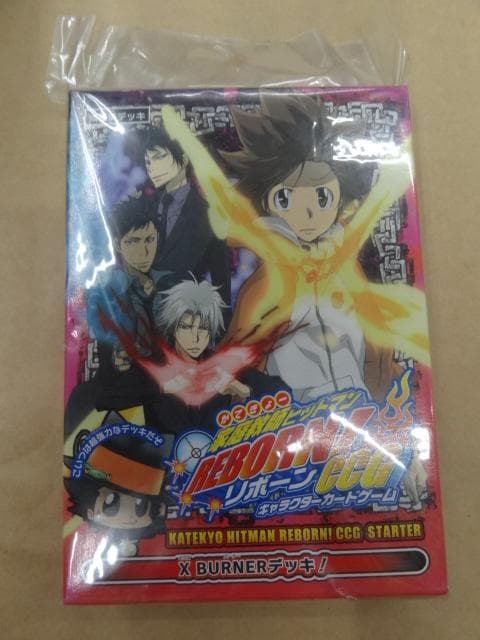 デッキ
こいつは超強力なデッキだぞ
かてきょー
家庭教師ヒットマン
REBORN!
リボーン CCG
キャラクターカードゲーム
KATEKYO HITMAN REBORN! CCG STARTER
X BURNERデッキ!